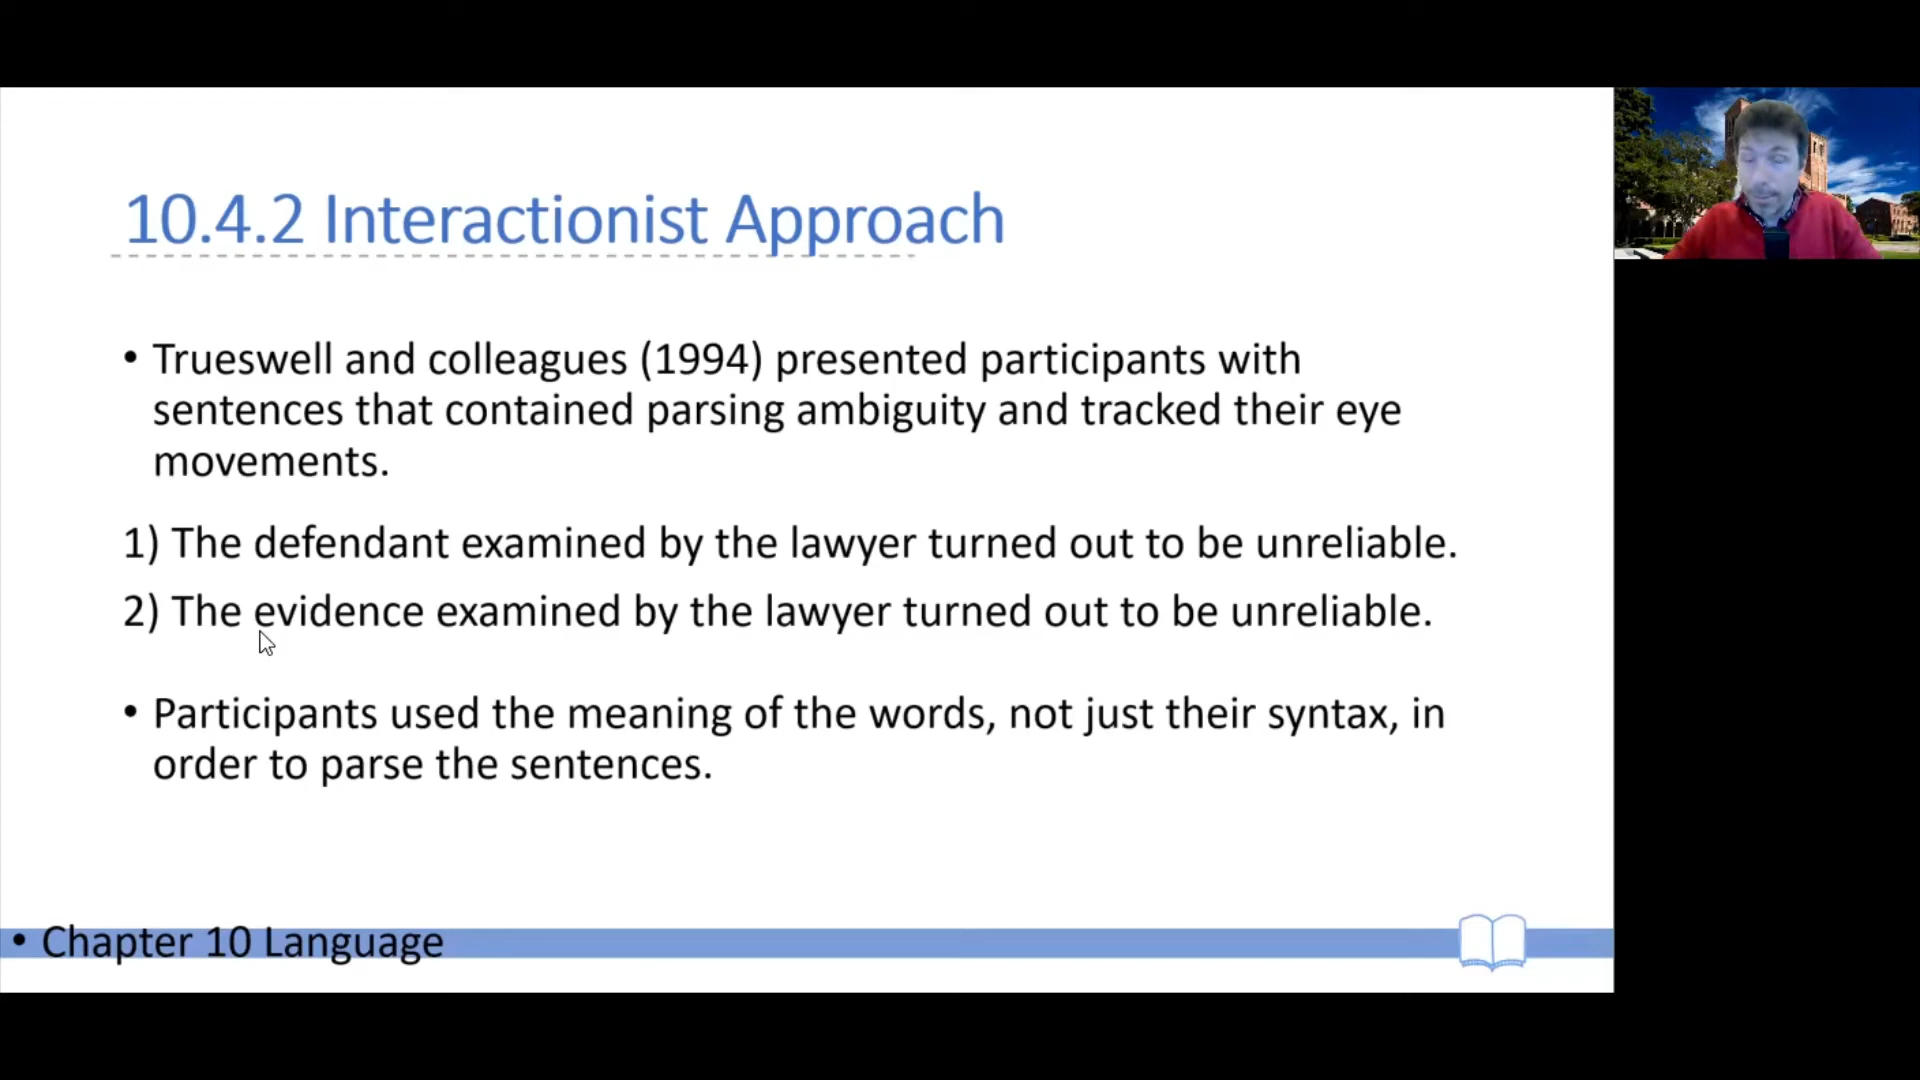 10.4.2 Interactionist Approach
• Trueswell and colleagues (1994) presented participants with
sentences that contained parsing ambiguity and tracked their eye
movements.
1) The defendant examined by the lawyer turned out to be unreliable.
2) The evidence examined by the lawyer turned out to be unreliable.
• Participants used the meaning of the words, not just their syntax, in
order to parse the sentences.
• Chapter 10 Language